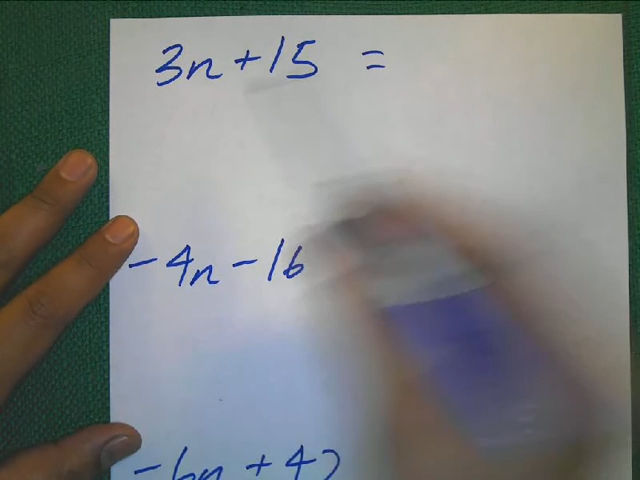 3n + 15 =
- 4n - 16
- 6n + 42